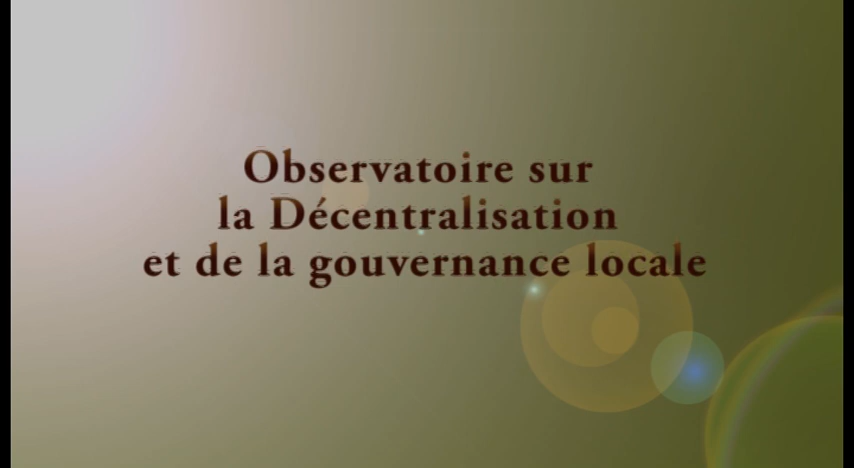 Observatoire sur
la Décentralisation
et de la gouvernance locale